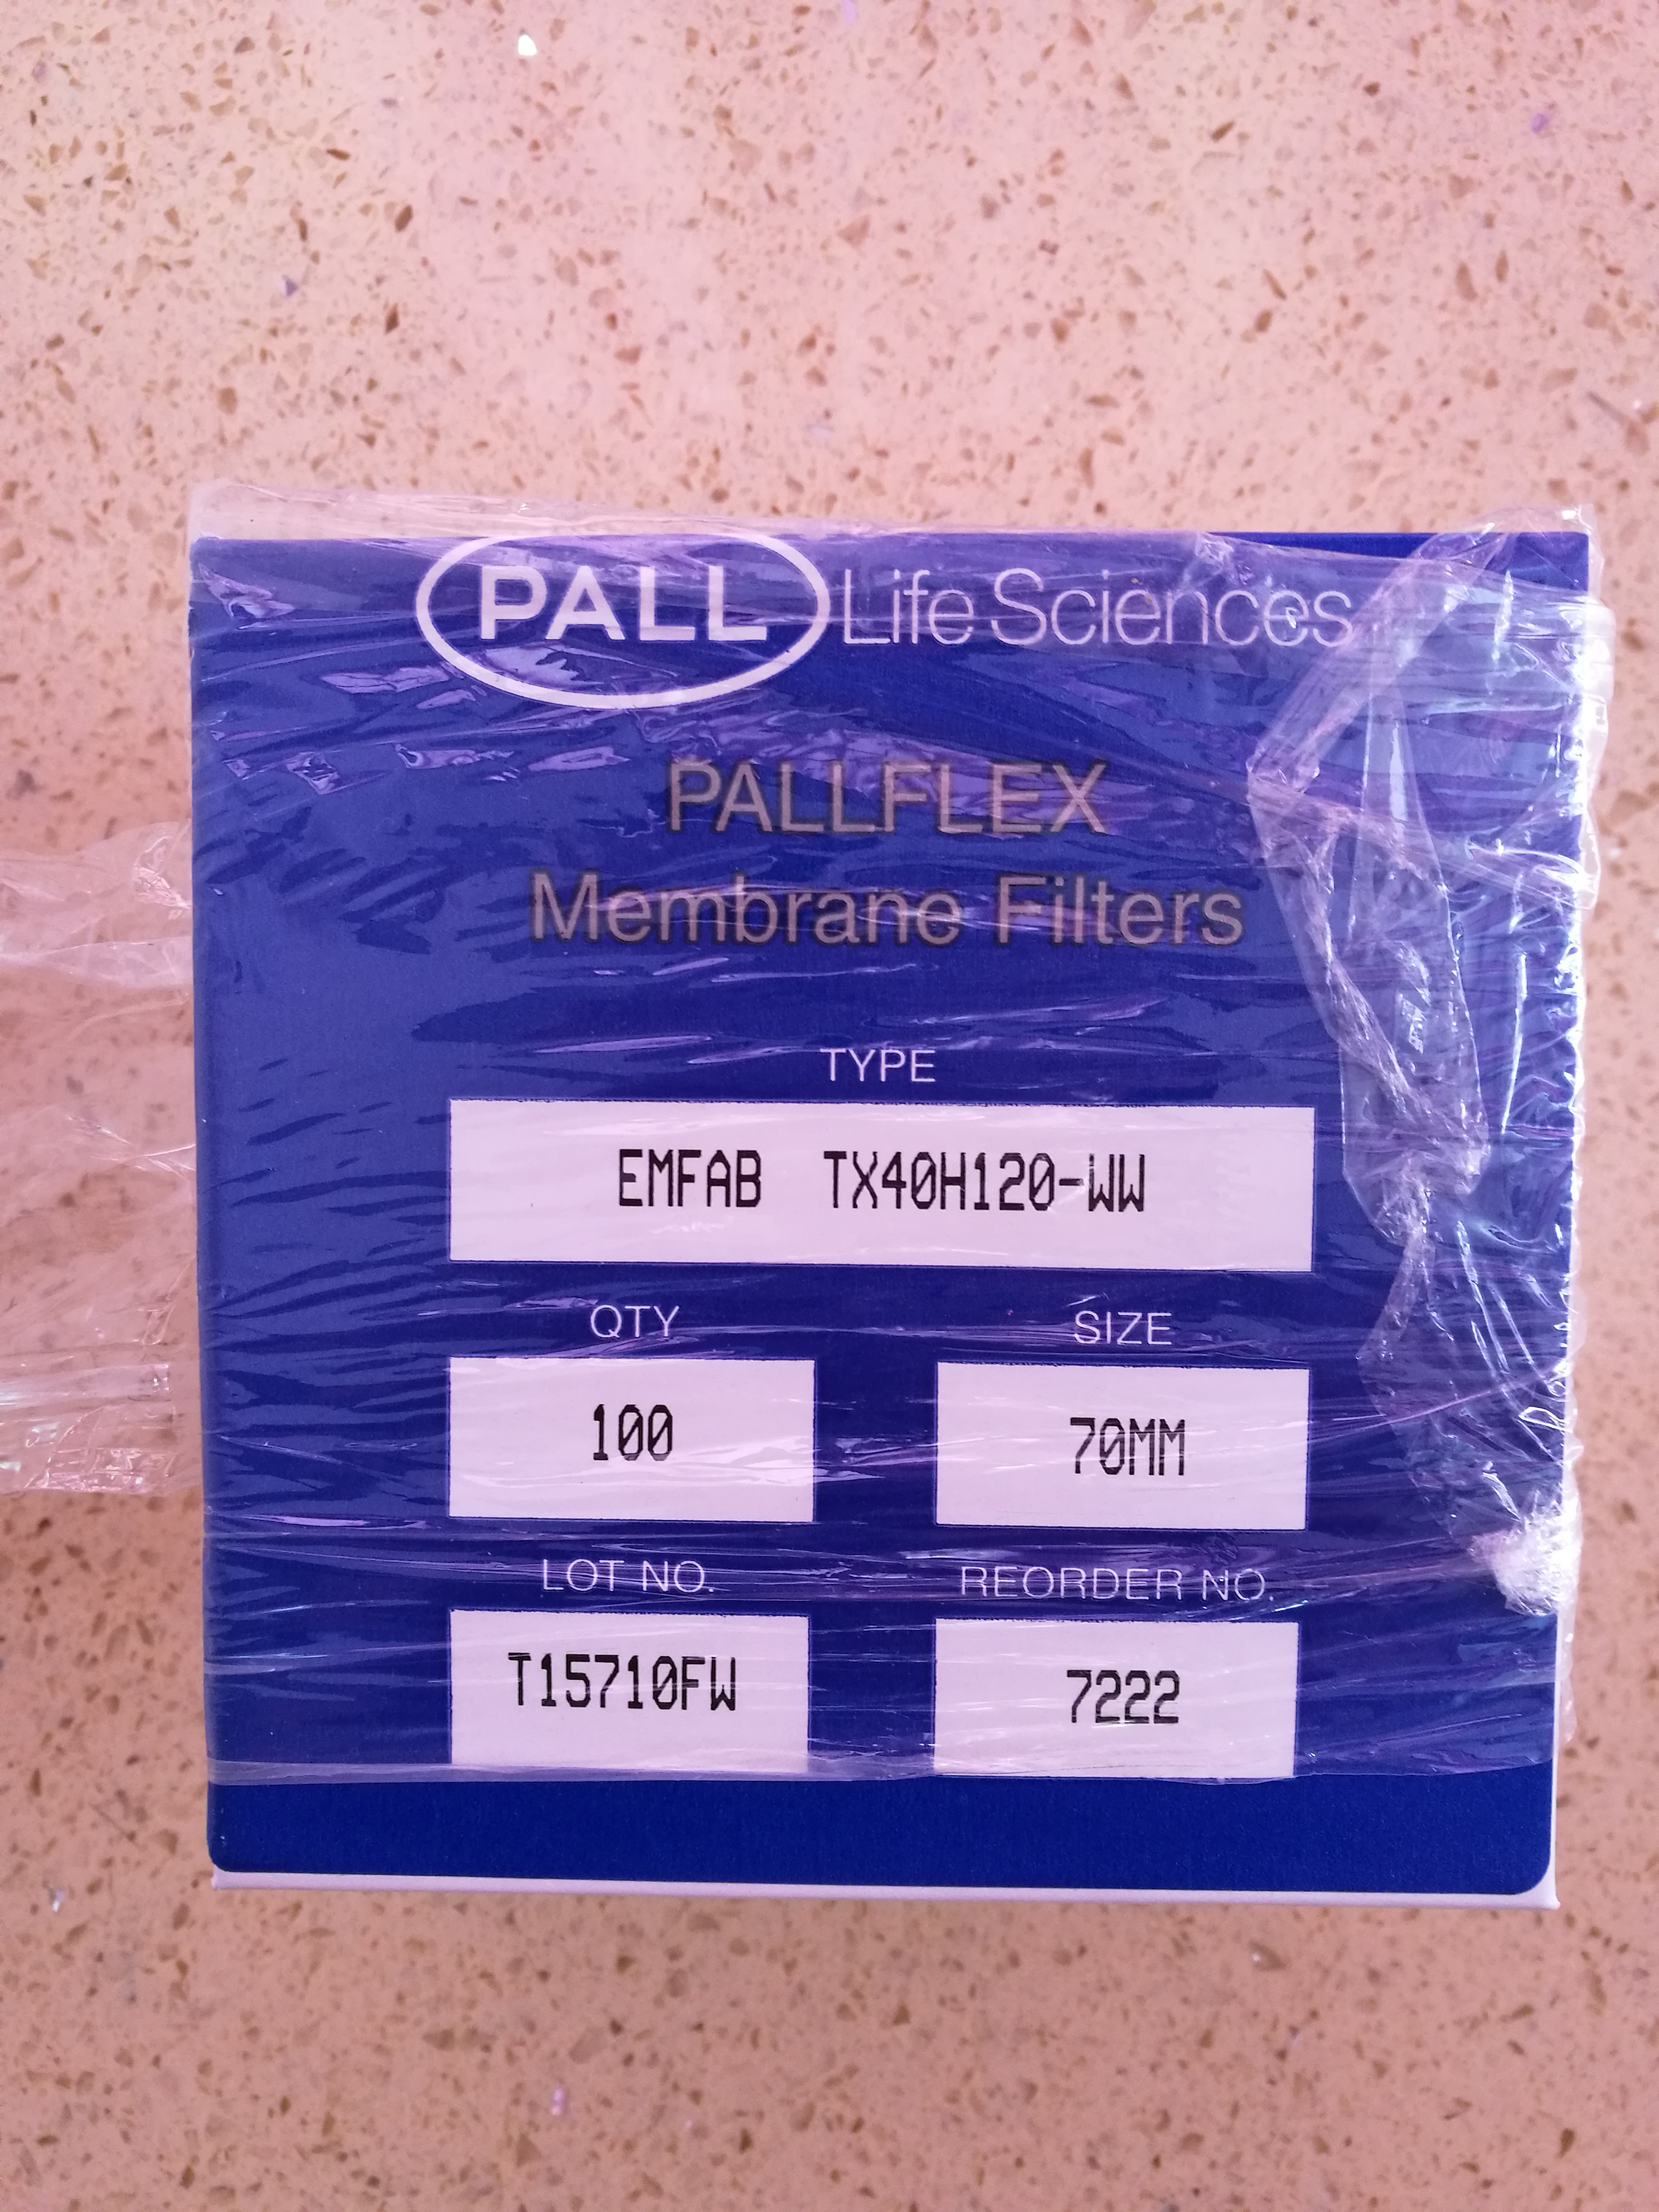 PALL Life Sciences
PALLFLEX
Membrane Filters
TYPE
EMFAB TX40H120-WW
QTY SIZE
100 70MM
LOT NO. REORDER NO.
T15710FW 7222